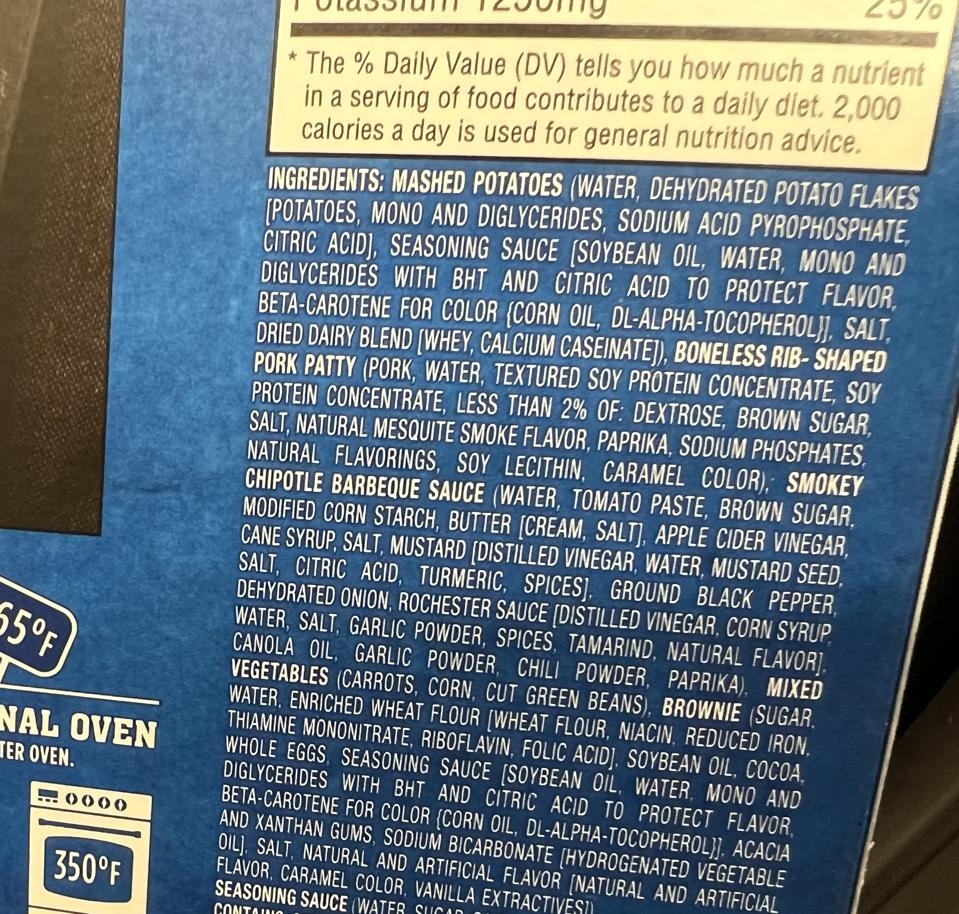 Potassium 1250mg 25%
* The % Daily Value (DV) tells you how much a nutrient
in a serving of food contributes to a daily diet. 2,000
calories a day is used for general nutrition advice.
INGREDIENTS: MASHED POTATOES (WATER, DEHYDRATED POTATO FLAKES
[POTATOES, MONO AND DIGLYCERIDES, SODIUM ACID PYROPHOSPHATE,
CITRIC ACID], SEASONING SAUCE [SOYBEAN OIL, WATER, MONO AND
DIGLYCERIDES WITH BHT AND CITRIC ACID TO PROTECT FLAVOR,
BETA-CAROTENE FOR COLOR {CORN OIL, DL-ALPHA-TOCOPHEROL}], SALT,
DRIED DAIRY BLEND [WHEY, CALCIUM CASEINATE]), BONELESS RIB- SHAPED
PORK PATTY (PORK, WATER, TEXTURED SOY PROTEIN CONCENTRATE, SOY
PROTEIN CONCENTRATE, LESS THAN 2% OF: DEXTROSE, BROWN SUGAR,
SALT, NATURAL MESQUITE SMOKE FLAVOR, PAPRIKA, SODIUM PHOSPHATES,
NATURAL FLAVORINGS, SOY LECITHIN, CARAMEL COLOR), SMOKEY
CHIPOTLE BARBEQUE SAUCE (WATER, TOMATO PASTE, BROWN SUGAR,
MODIFIED CORN STARCH, BUTTER [CREAM, SALT], APPLE CIDER VINEGAR,
CANE SYRUP, SALT, MUSTARD [DISTILLED VINEGAR, WATER, MUSTARD SEED,
SALT, CITRIC ACID, TURMERIC, SPICES], GROUND BLACK PEPPER,
DEHYDRATED ONION, ROCHESTER SAUCE [DISTILLED VINEGAR, CORN SYRUP,
WATER, SALT, GARLIC POWDER, SPICES, TAMARIND, NATURAL FLAVOR],
CANOLA OIL, GARLIC POWDER, CHILI POWDER, PAPRIKA), MIXED
VEGETABLES (CARROTS, CORN, CUT GREEN BEANS), BROWNIE (SUGAR,
WATER, ENRICHED WHEAT FLOUR [WHEAT FLOUR, NIACIN, REDUCED IRON,
THIAMINE MONONITRATE, RIBOFLAVIN, FOLIC ACID], SOYBEAN OIL, COCOA,
WHOLE EGGS, SEASONING SAUCE [SOYBEAN OIL, WATER, MONO AND
DIGLYCERIDES WITH BHT AND CITRIC ACID TO PROTECT FLAVOR,
BETA-CAROTENE FOR COLOR {CORN OIL, DL-ALPHA-TOCOPHEROL}], ACACIA
AND XANTHAN GUMS, SODIUM BICARBONATE [HYDROGENATED VEGETABLE
OIL], SALT, NATURAL AND ARTIFICIAL FLAVOR [NATURAL AND ARTIFICIAL
FLAVOR, CARAMEL COLOR, VANILLA EXTRACTIVES])
SEASONING SAUCE (WATER, SUGAR
65°F
NAL OVEN
TER OVEN.
350°F